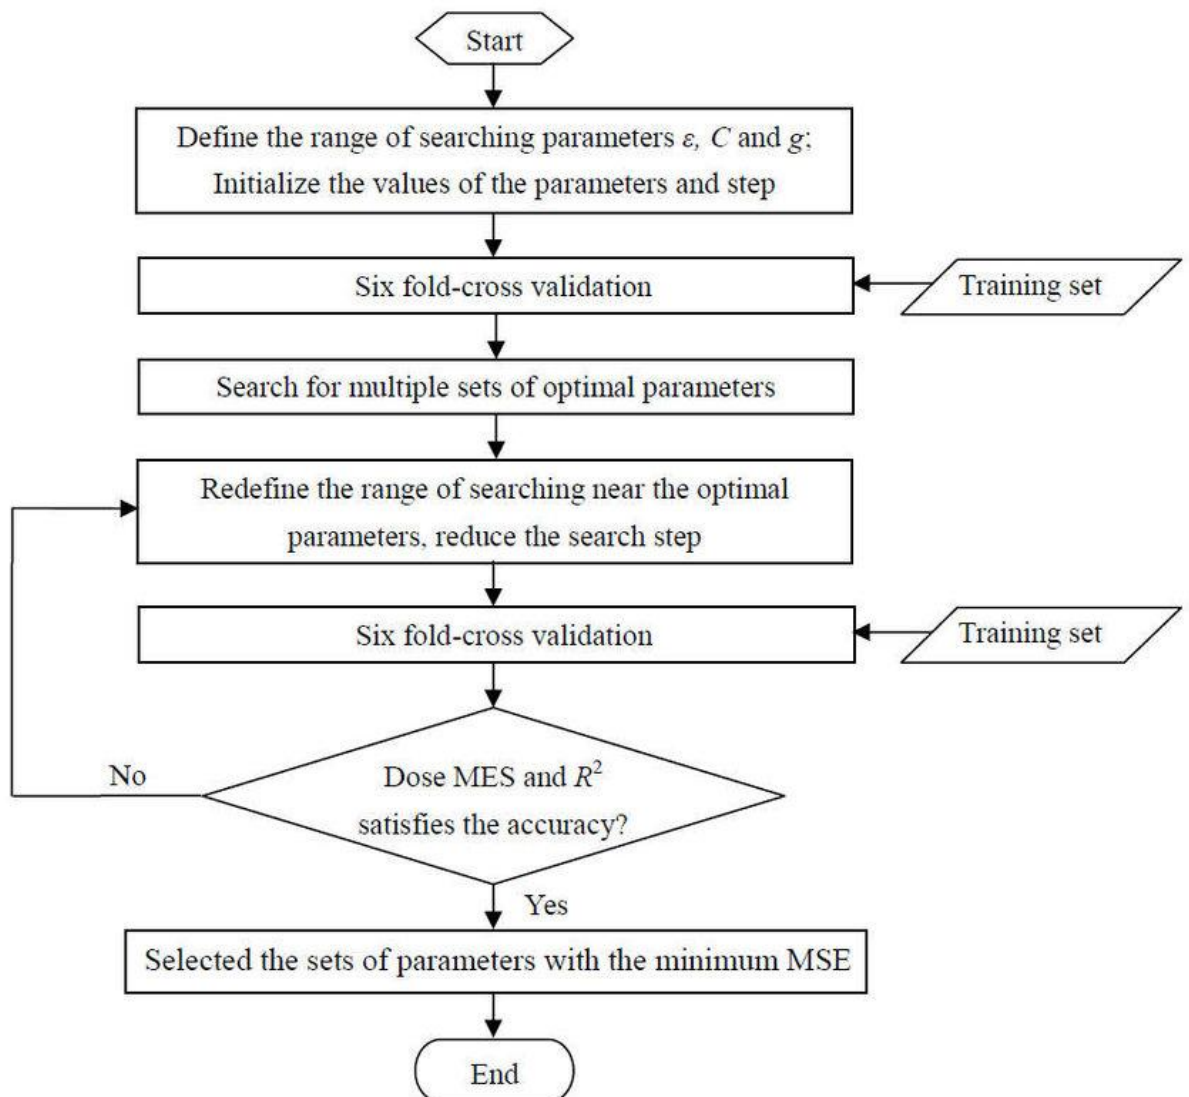 Start
Define the range of searching parameters ε, C and g;
Initialize the values of the parameters and step
Six fold-cross validation
Training set
Search for multiple sets of optimal parameters
Redefine the range of searching near the optimal
parameters, reduce the search step
Six fold-cross validation
Training set
No
Dose MES and R²
satisfies the accuracy?
Yes
Selected the sets of parameters with the minimum MSE
End